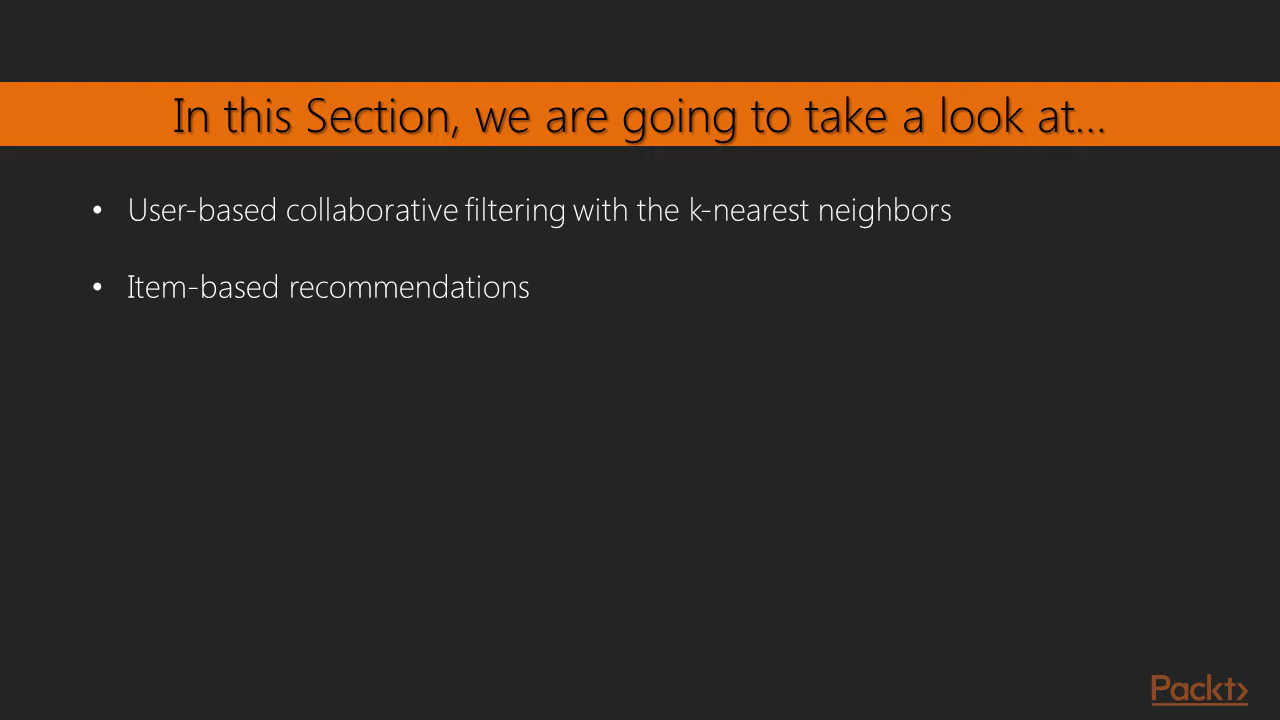 In this Section, we are going to take a look at...
• User-based collaborative filtering with the k-nearest neighbors
• Item-based recommendations
Packt>